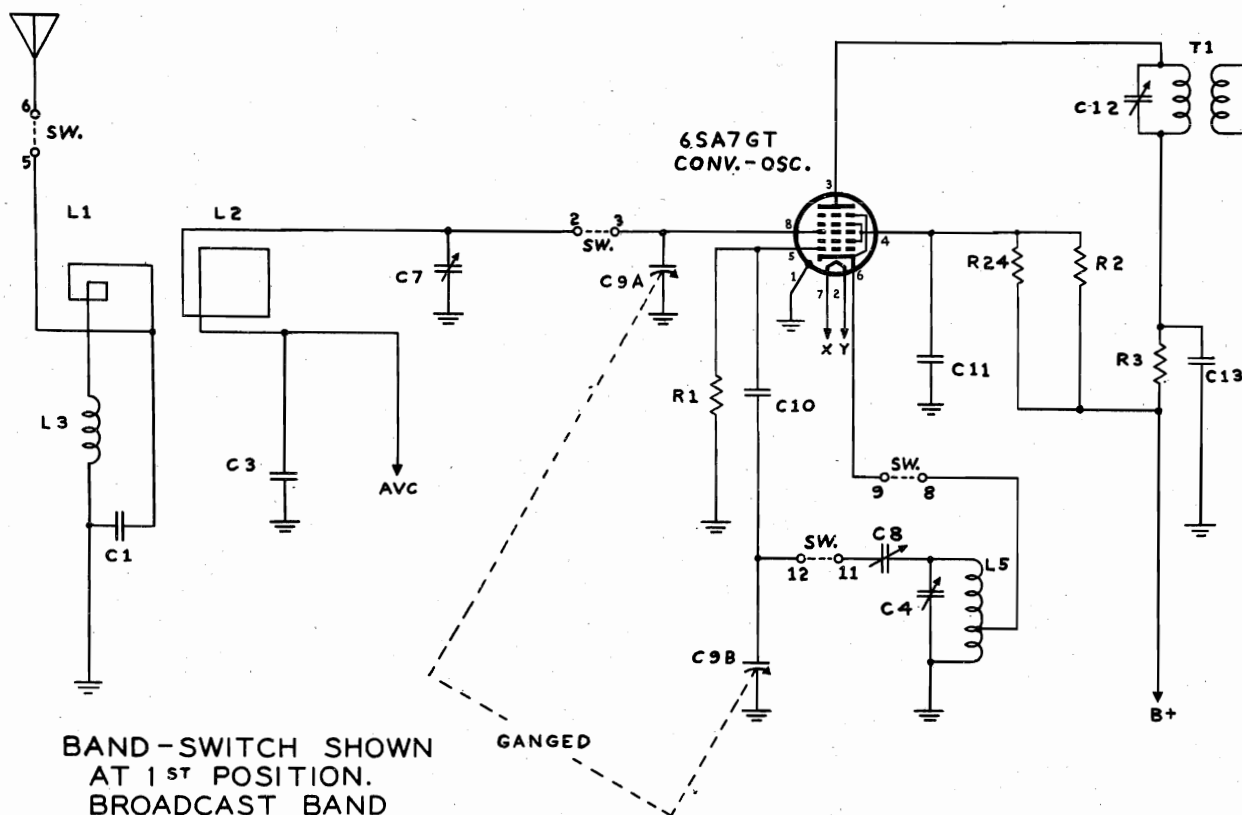 T1
C12
6SA7GT
CONV.-OSC.
6
SW.
5
3
L1
L2
2
3
SW.
8
4
5
6
1
7
2
C7
C9A
R24
R2
X
Y
R3
C13
C11
R1
C10
L3
C3
AVC
SW.
9
8
C1
SW.
12
11
C8
L5
C4
C9B
B+
GANGED
BAND-SWITCH SHOWN
AT 1ST POSITION.
BROADCAST BAND